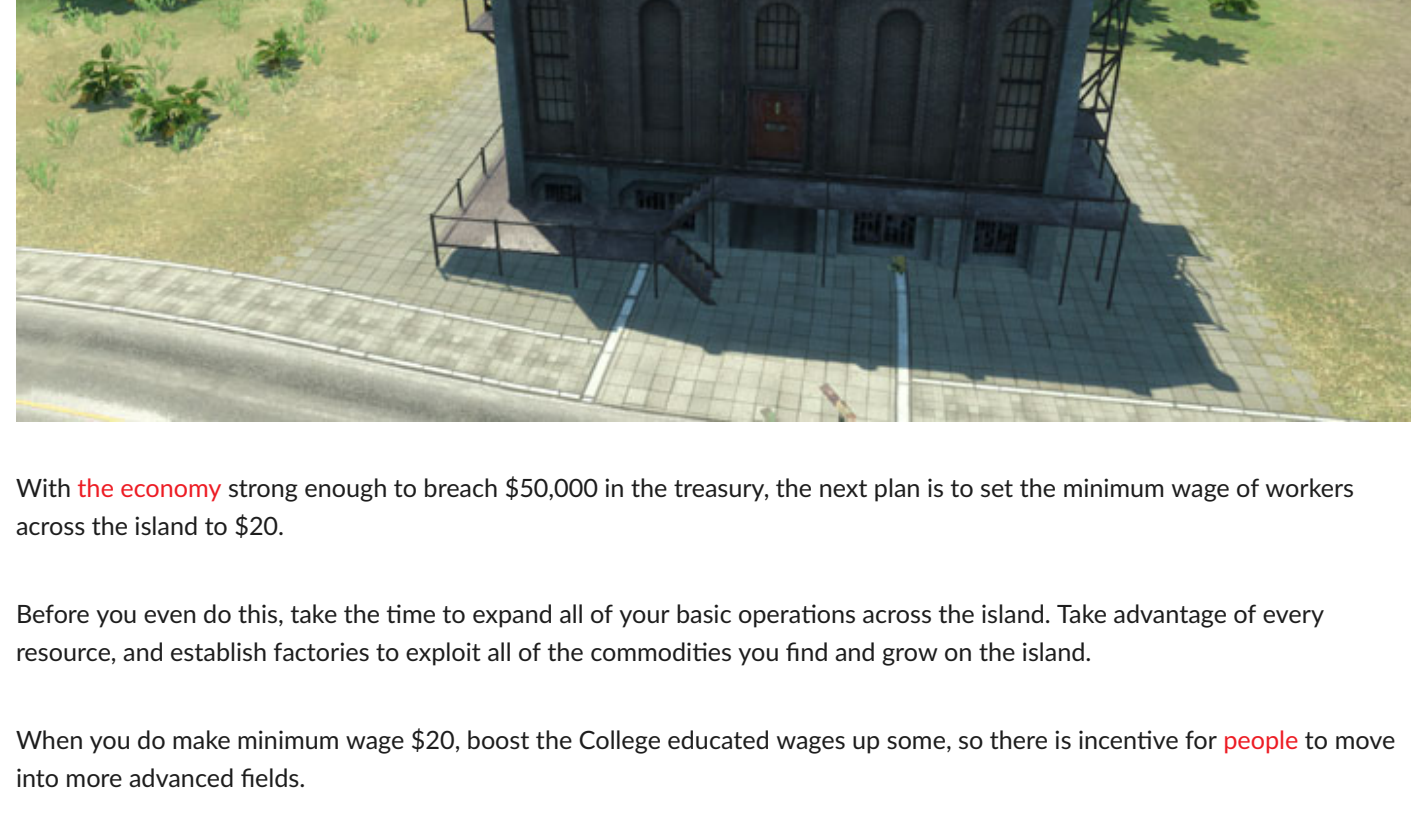 With the economy strong enough to breach $50,000 in the treasury, the next plan is to set the minimum wage of workers
across the island to $20.
Before you even do this, take the time to expand all of your basic operations across the island. Take advantage of every
resource, and establish factories to exploit all of the commodities you find and grow on the island.
When you do make minimum wage $20, boost the College educated wages up some, so there is incentive for people to move
into more advanced fields.